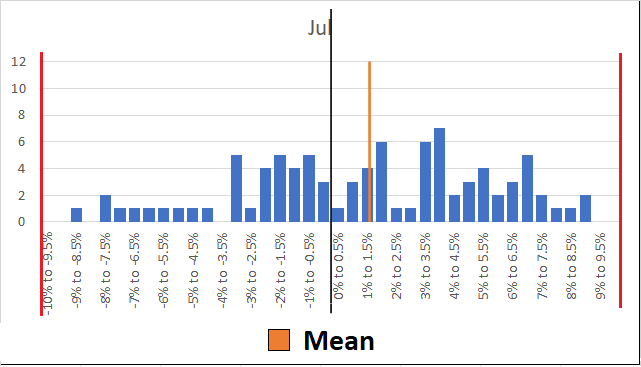 Jul
12
10
8
6
4
2
0
-10% to -9.5%
-9% to -8.5%
-8% to -7.5%
-7% to -6.5%
-6% to -5.5%
-5% to -4.5%
-4% to -3.5%
-3% to -2.5%
-2% to -1.5%
-1% to -0.5%
0% to 0.5%
1% to 1.5%
2% to 2.5%
3% to 3.5%
4% to 4.5%
5% to 5.5%
6% to 6.5%
7% to 7.5%
8% to 8.5%
9% to 9.5%
Mean